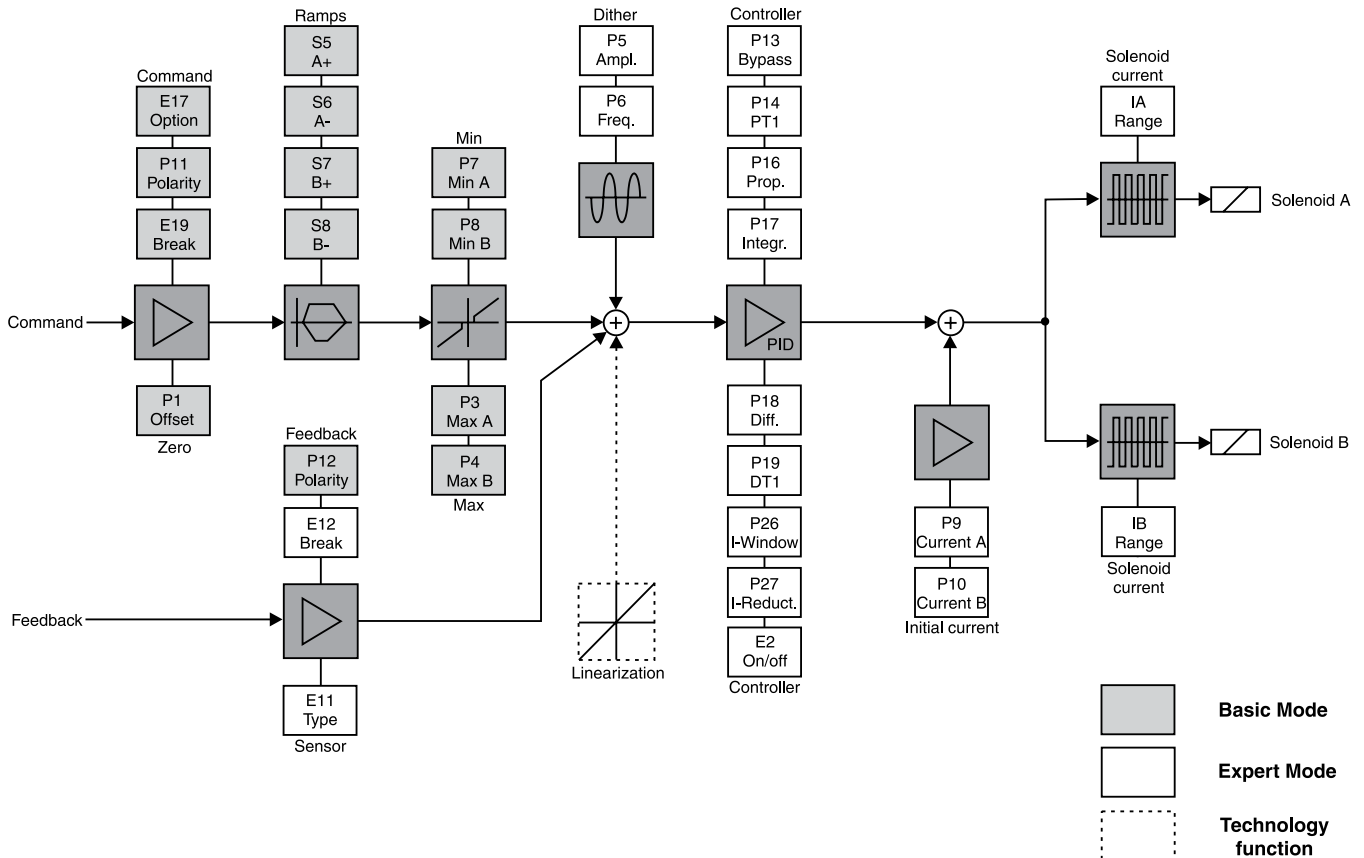 Ramps
S5
A+
S6
A-
S7
B+
S8
B-
Command
E17
Option
P11
Polarity
E19
Break
Command
P1
Offset
Zero
Min
P7
Min A
P8
Min B
P3
Max A
P4
Max B
Max
Feedback
P12
Polarity
E12
Break
Feedback
E11
Type
Sensor
Dither
P5
Ampl.
P6
Freq.
+
Linearization
Controller
P13
Bypass
P14
PT1
P16
Prop.
P17
Integr.
PID
P18
Diff.
P19
DT1
P26
I-Window
P27
I-Reduct.
E2
On/off
Controller
+
P9
Current A
P10
Current B
Initial current
Solenoid
current
IA
Range
Solenoid A
Solenoid B
IB
Range
Solenoid
current
Basic Mode
Expert Mode
Technology
function